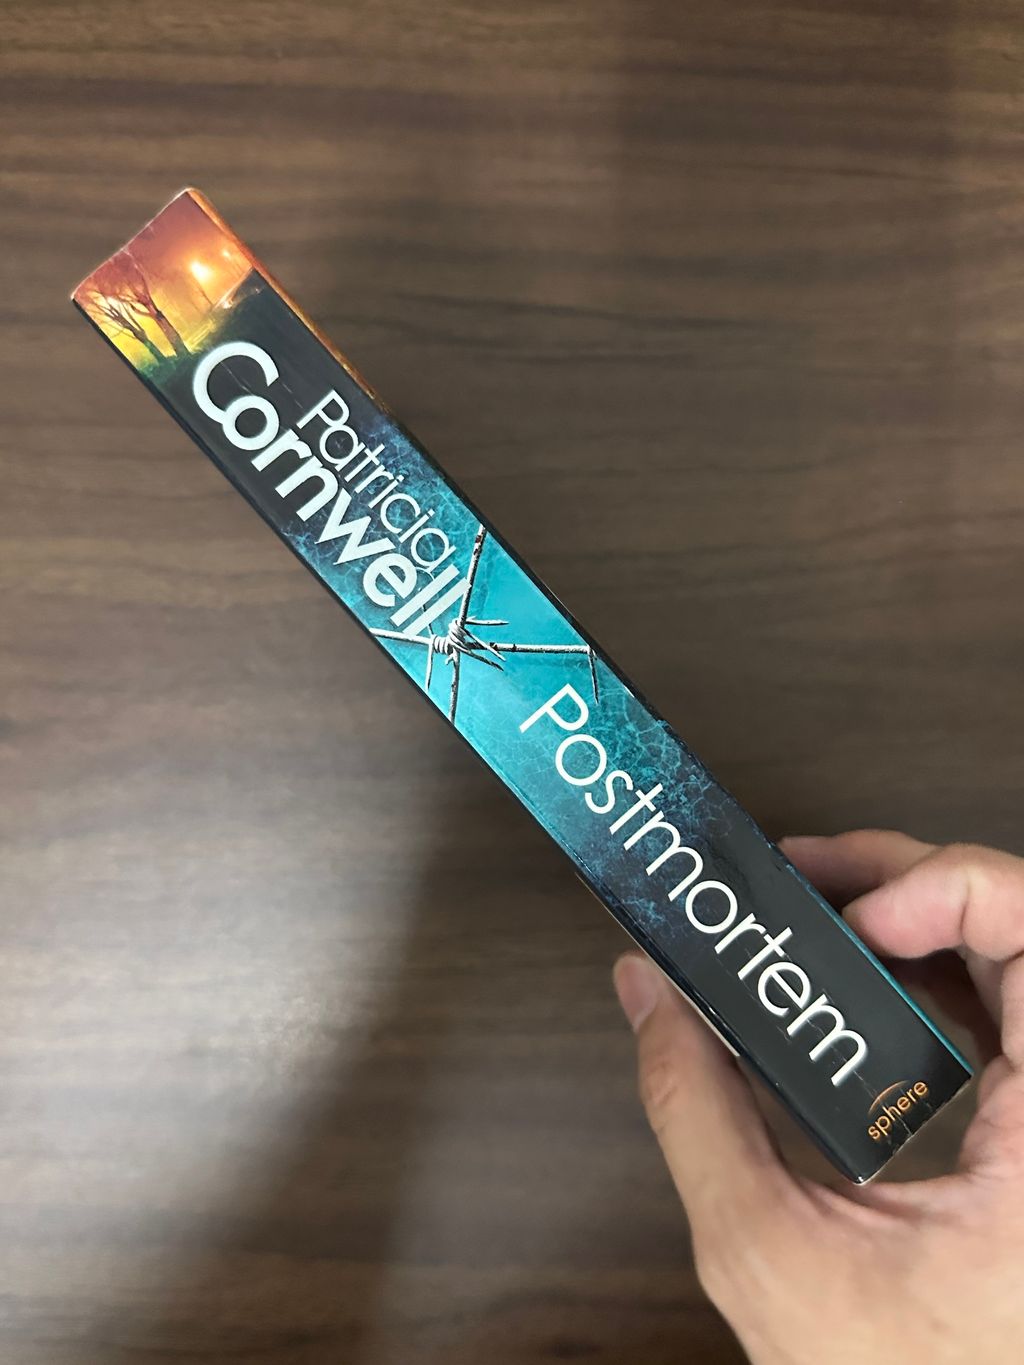 Patricia
Cornwell
Postmortem
sphere